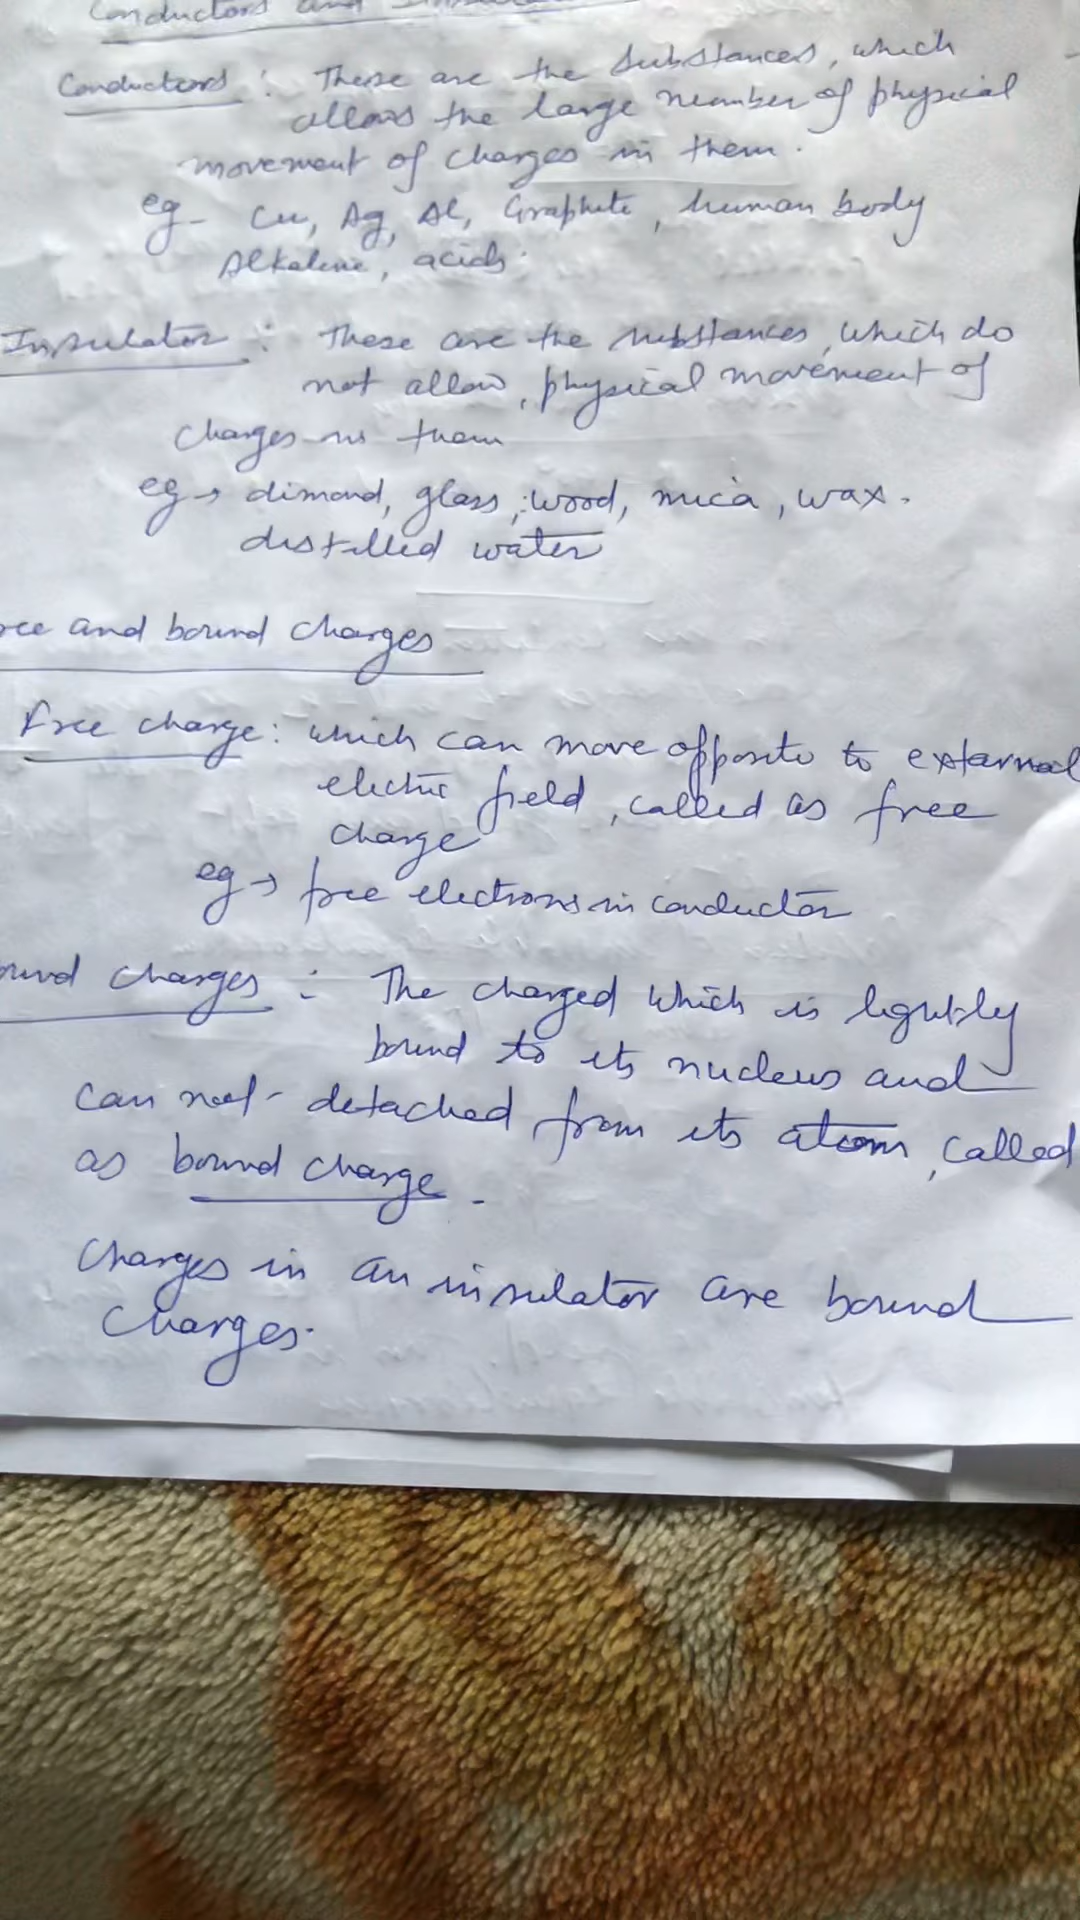 Conductors and
Conductors : These are the substances, which
allows the large number of physical
movement of charges in them.
eg- Cu, Ag, Al, Graphite, human body
Alkaline, acids.
Insulator : These are the substances, which do
not allow, physical movement of
charges in them
eg → dimond, glass, wood, mica, wax.
distilled water
ree and bound charges
Free charge: which can move opposite to external
electric field, called as free
charge
eg → free electrons in conductor
ound charges : The charged which is tightly
bound to its nucleus and
can not detached from its atom, called
as bound charge.
Charges in an insulator are bound
charges.